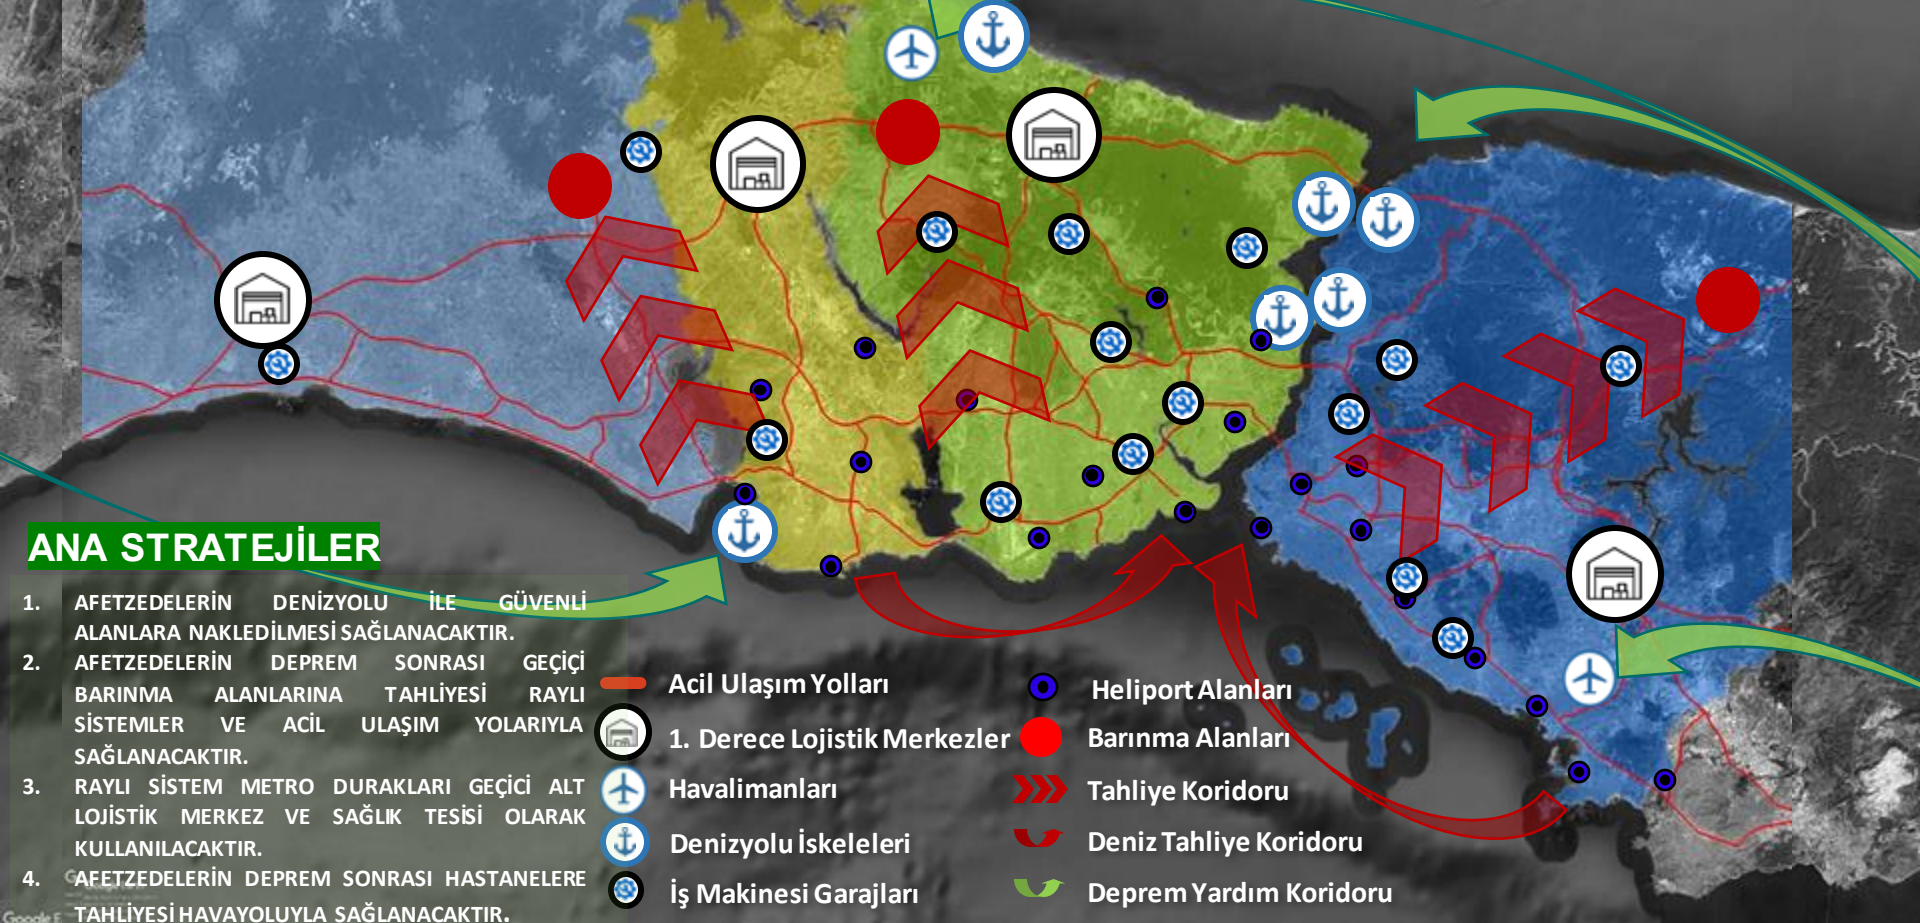 ANA STRATEJİLER
1. AFETZEDELERİN DENİZYOLU İLE GÜVENLİ
ALANLARA NAKLEDİLMESİ SAĞLANACAKTIR.
2. AFETZEDELERİN DEPREM SONRASI GEÇİÇİ
BARINMA ALANLARINA TAHLİYESİ RAYLI
SİSTEMLER VE ACİL ULAŞIM YOLARIYLA
SAĞLANACAKTIR.
3. RAYLI SİSTEM METRO DURAKLARI GEÇİCİ ALT
LOJİSTİK MERKEZ VE SAĞLIK TESİSİ OLARAK
KULLANILACAKTIR.
4. AFETZEDELERİN DEPREM SONRASI HASTANELERE
TAHLİYESİ HAVAYOLUYLA SAĞLANACAKTIR.
Acil Ulaşım Yolları
1. Derece Lojistik Merkezler
Havalimanları
Denizyolu İskeleleri
İş Makinesi Garajları
Heliport Alanları
Barınma Alanları
Tahliye Koridoru
Deniz Tahliye Koridoru
Deprem Yardım Koridoru
Google E